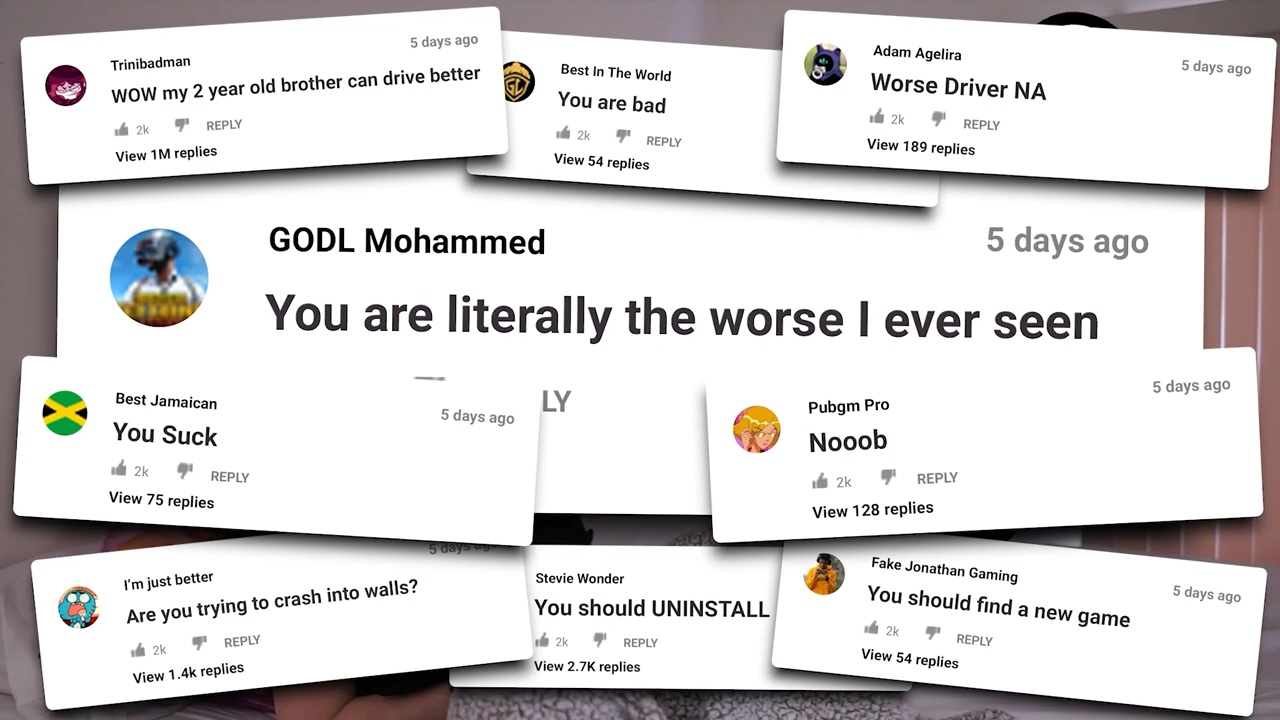 Trinibadman
5 days ago
WOW my 2 year old brother can drive better
2k
REPLY
View 1M replies
Best In The World
You are bad
2k
REPLY
View 54 replies
Adam Agelira
5 days ago
Worse Driver NA
2k
REPLY
View 189 replies
GODL Mohammed
5 days ago
You are literally the worse I ever seen
LY
Best Jamaican
5 days ago
You Suck
2k
REPLY
View 75 replies
Pubgm Pro
5 days ago
Nooob
2k
REPLY
View 128 replies
I'm just better
5 days ago
Are you trying to crash into walls?
2k
REPLY
View 1.4k replies
Stevie Wonder
You should UNINSTALL
2k
REPLY
View 2.7K replies
Fake Jonathan Gaming
5 days ago
You should find a new game
2k
REPLY
View 54 replies